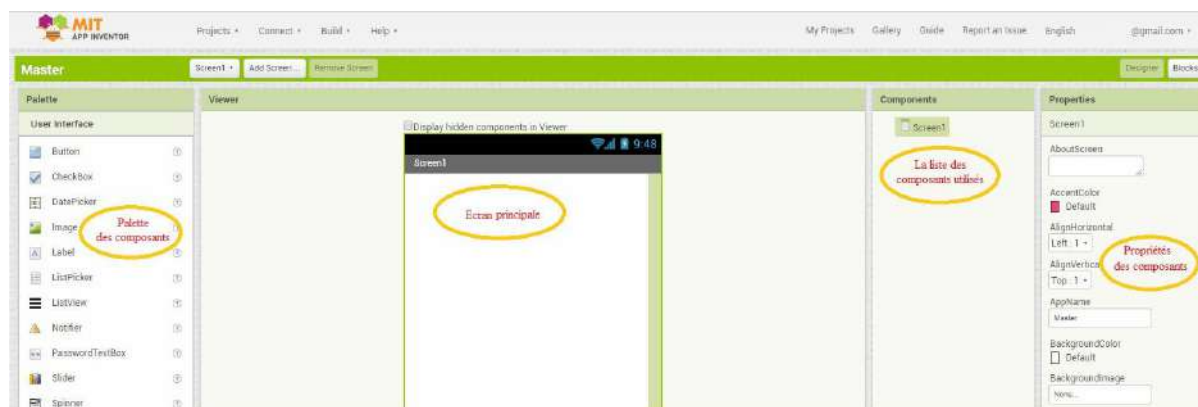 MIT
APP INVENTOR
Projects Connect Build Help
My Projects Gallery Guide Report an Issue English @gmail.com
Master
Screen1 Add Screen... Remove Screen
Designer Blocks
Palette
User Interface
Button
CheckBox
DatePicker
Image
Label
ListPicker
ListView
Notifier
PasswordTextBox
Slider
Spinner
Palette
des composants
Viewer
Display hidden components in Viewer
9:48
Screen1
Ecran principale
Components
Screen1
La liste des
composants utilisés
Properties
Screen1
AboutScreen
AccentColor
Default
AlignHorizontal
Left : 1
AlignVertical
Top : 1
Propriétés
des composants
AppName
Master
BackgroundColor
Default
BackgroundImage
None...